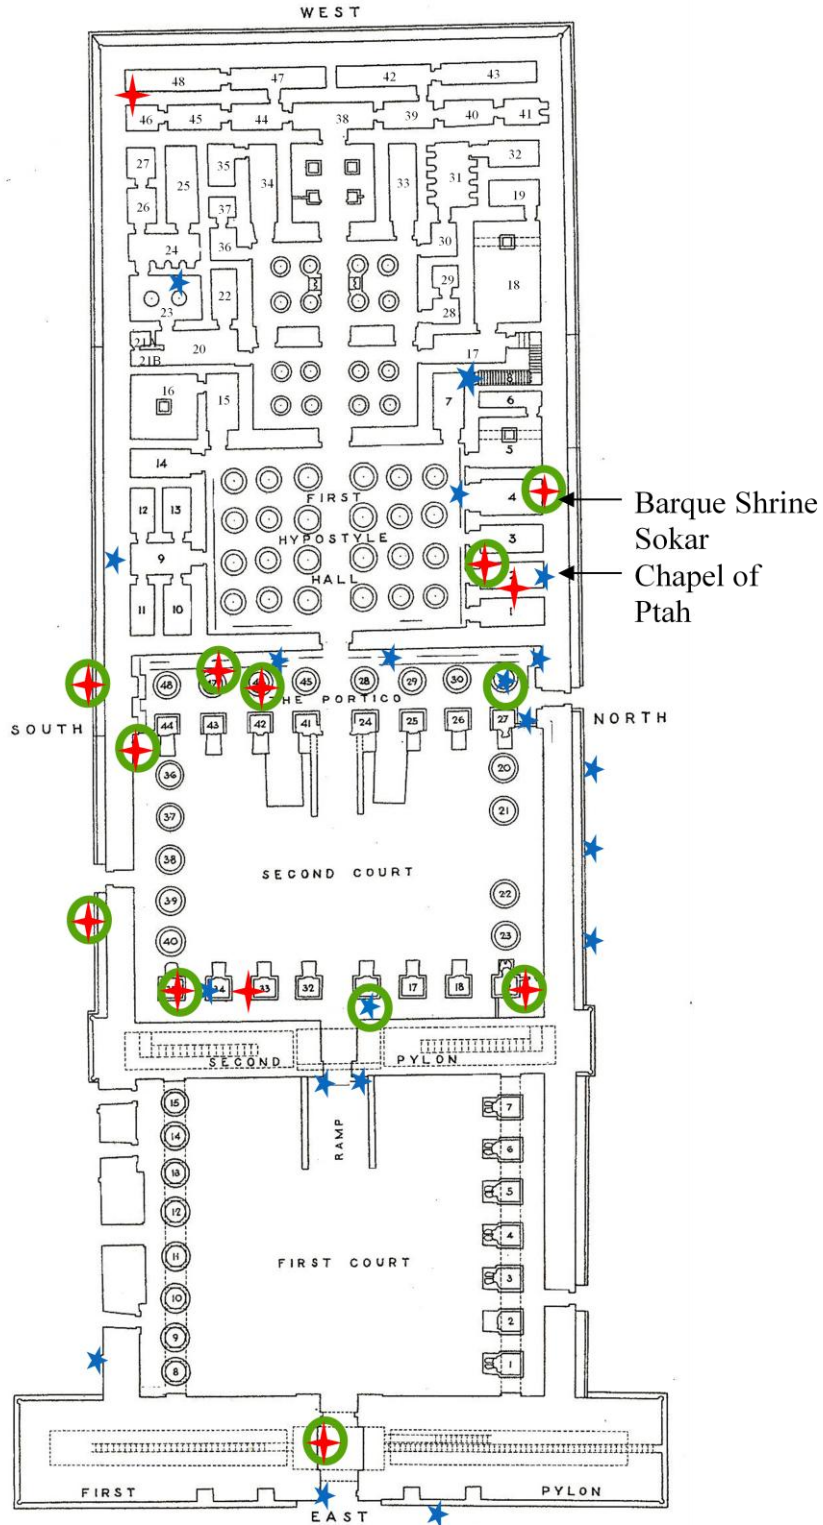 WEST
48 47 42 43
46 45 44 38 39 40 41
27 25 35 34 33 31 32
26 37 19
24 36 30
29 18
22 28
23
21A
21B 20 17
8
16 15 7 6
5
14
FIRST 4
12 13
HYPOSTYLE 3
9
HALL
11 10 1
Barque Shrine
Sokar
Chapel of
Ptah
48 45 28 29 30
THE PORTICO
SOUTH NORTH
44 43 42 41 24 25 26 27
36 20
37 21
38
SECOND COURT
39 22
40 23
34 33 32 17 18
SECOND PYLON
15 7
14 RAMP 6
13 5
12 4
FIRST COURT
11 3
10 2
9 1
8
FIRST PYLON
EAST